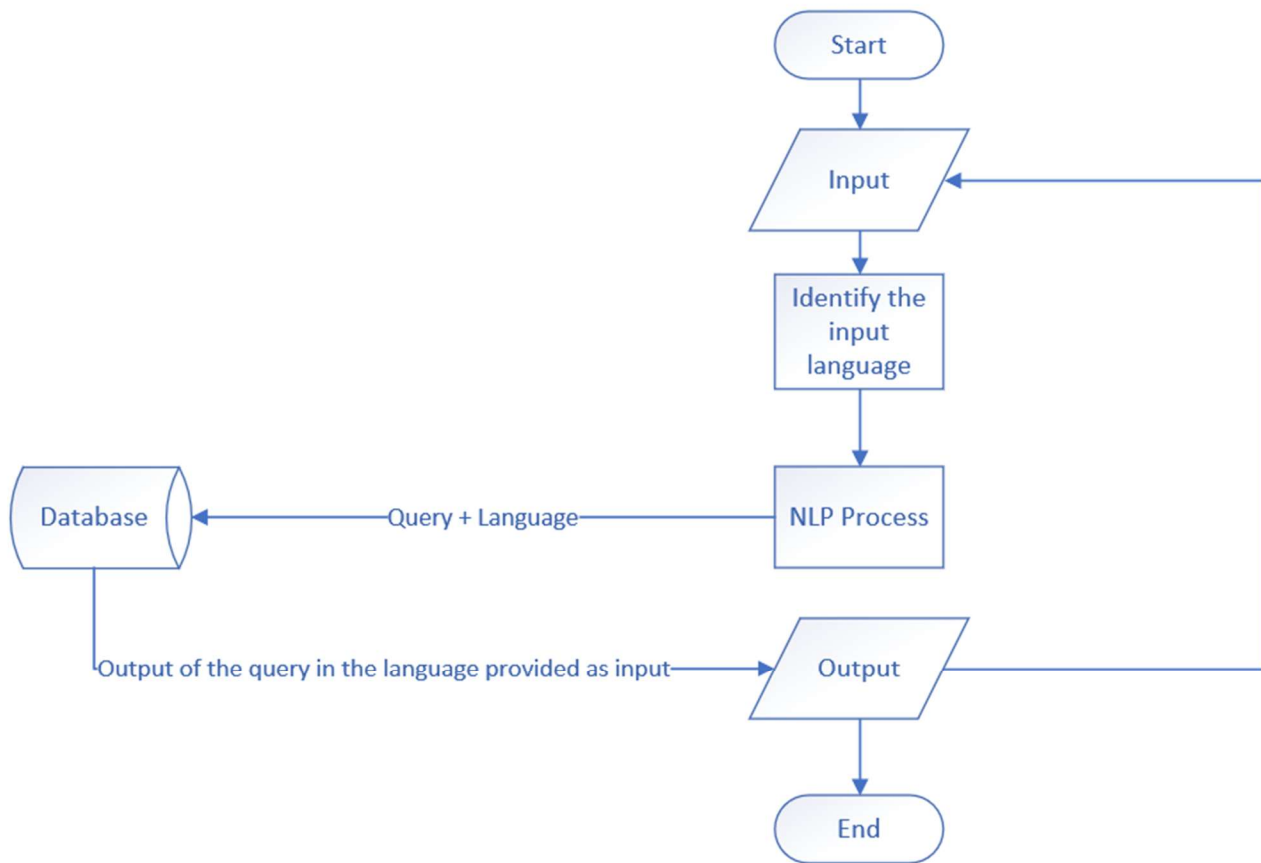 Start
Input
Identify the
input
language
Database
Query + Language
NLP Process
Output of the query in the language provided as input
Output
End